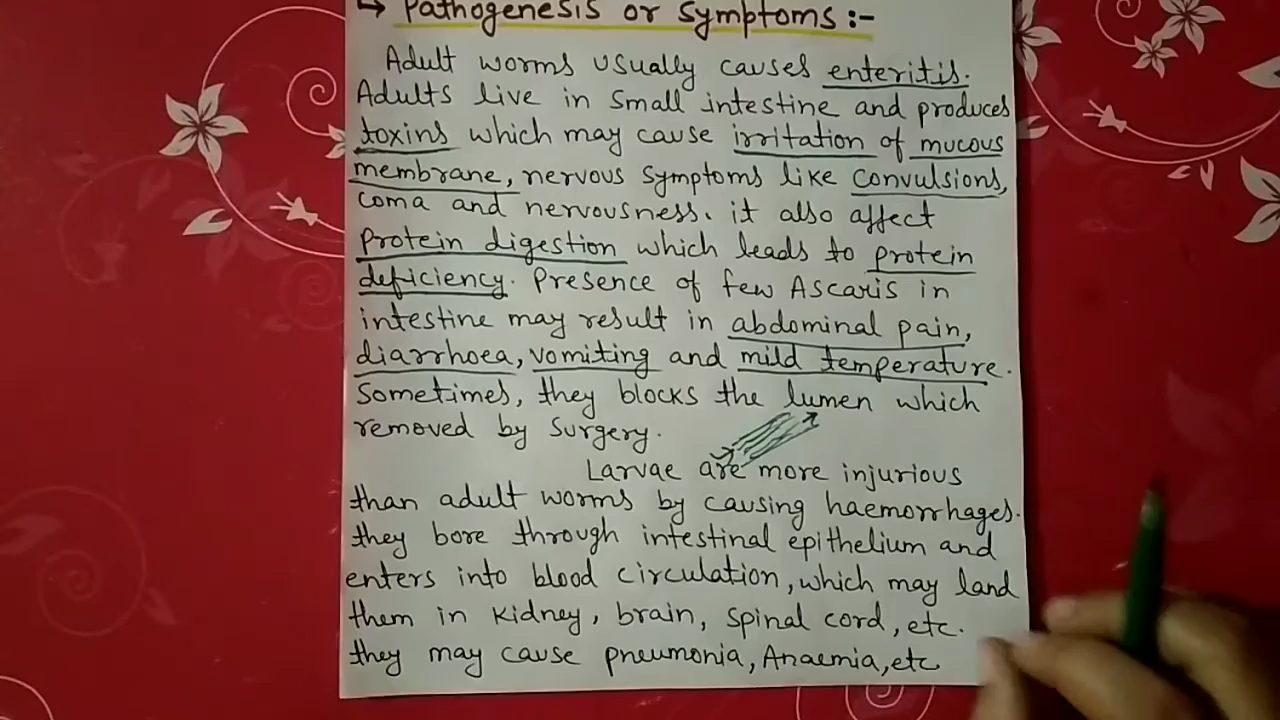 ↳ Pathogenesis or Symptoms :-
Adult worms usually causes enteritis.
Adults live in small intestine and produces
toxins which may cause irritation of mucous
membrane, nervous symptoms like convulsions,
coma and nervousness. it also affect
protein digestion which leads to protein
deficiency. Presence of few Ascaris in
intestine may result in abdominal pain,
diarrhoea, vomiting and mild temperature.
Sometimes, they blocks the lumen which
removed by surgery.
Larvae are more injurious
than adult worms by causing haemorrhages.
they bore through intestinal epithelium and
enters into blood circulation, which may land
them in kidney, brain, spinal cord, etc.
they may cause pneumonia, Anaemia, etc